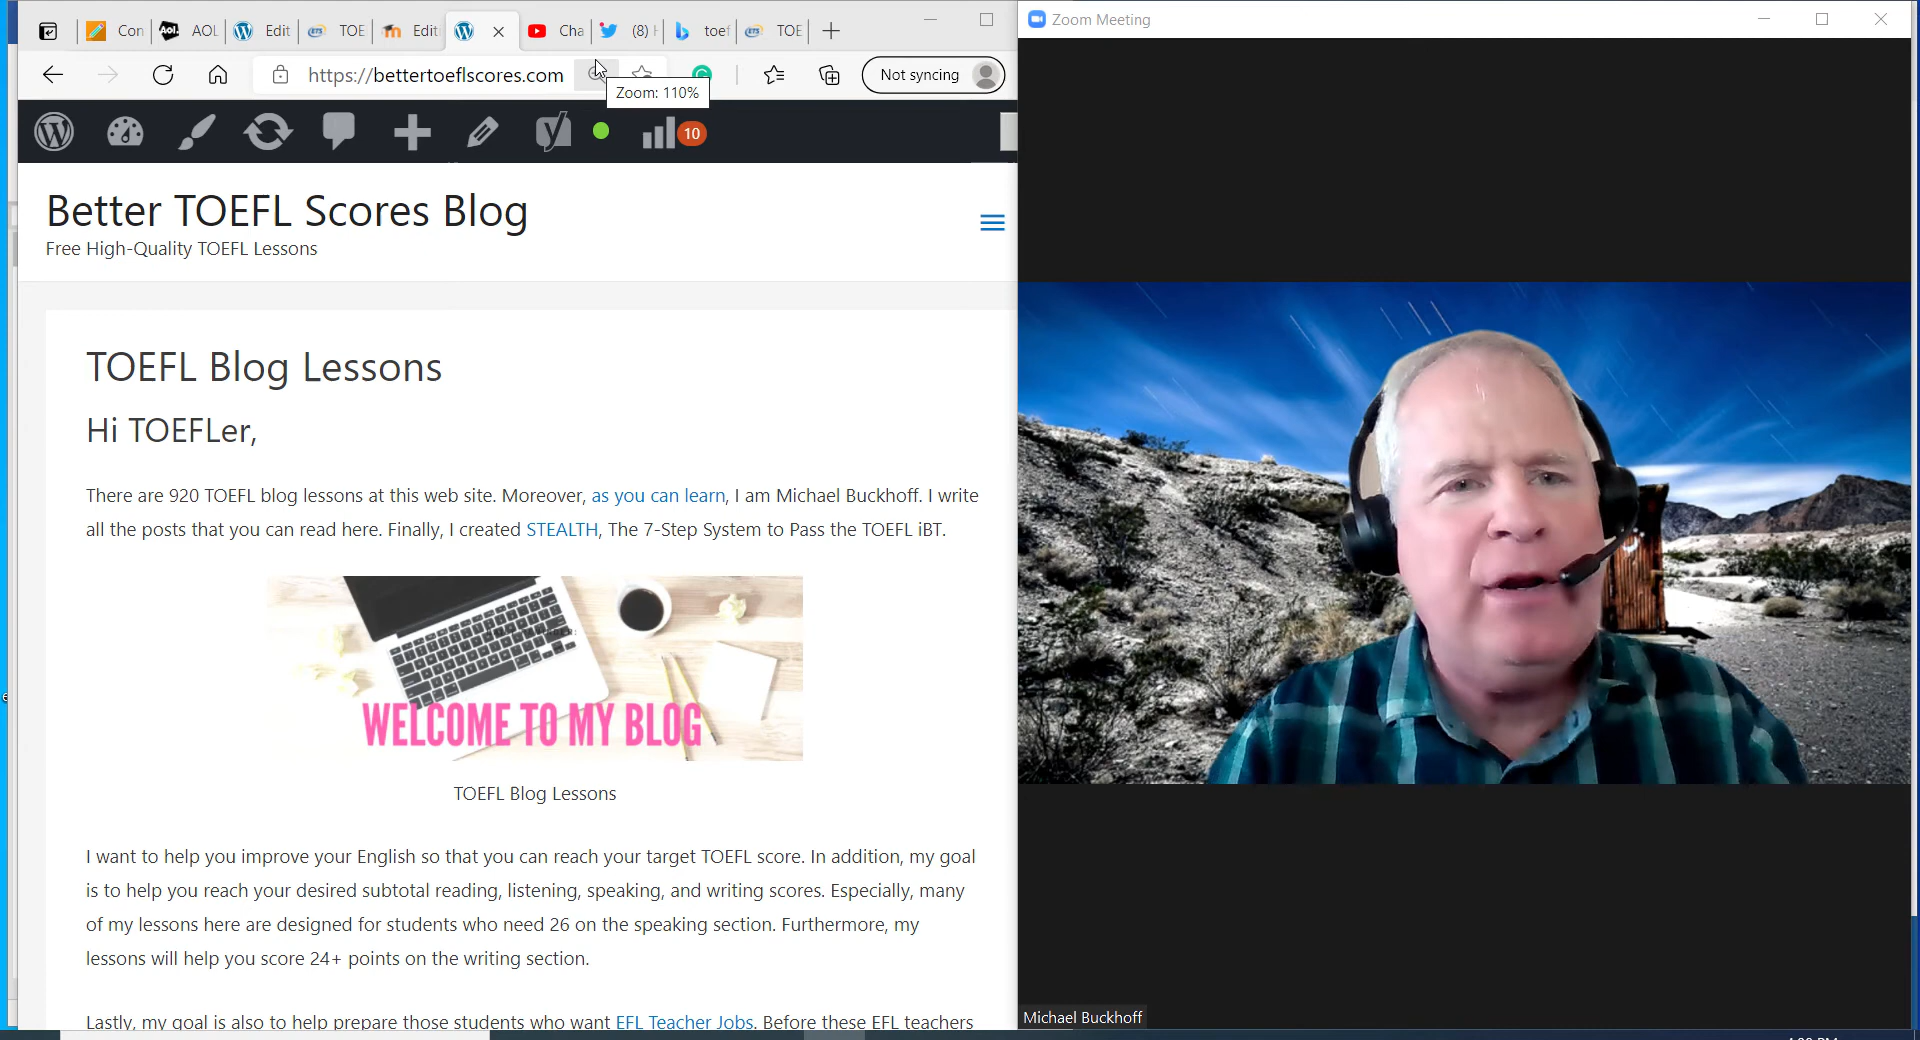 Con
AOL
Edit
TOE
Edit
Cha
(8)
toef
TOE
Zoom Meeting
https://bettertoeflscores.com
Not syncing
Zoom: 110%
10
Better TOEFL Scores Blog
Free High-Quality TOEFL Lessons
TOEFL Blog Lessons
Hi TOEFLer,
There are 920 TOEFL blog lessons at this web site. Moreover, as you can learn, I am Michael Buckhoff. I write
all the posts that you can read here. Finally, I created STEALTH, The 7-Step System to Pass the TOEFL iBT.
WELCOME TO MY BLOG
TOEFL Blog Lessons
I want to help you improve your English so that you can reach your target TOEFL score. In addition, my goal
is to help you reach your desired subtotal reading, listening, speaking, and writing scores. Especially, many
of my lessons here are designed for students who need 26 on the speaking section. Furthermore, my
lessons will help you score 24+ points on the writing section.
Lastly, my goal is also to help prepare those students who want EFL Teacher Jobs. Before these EFL teachers
Michael Buckhoff